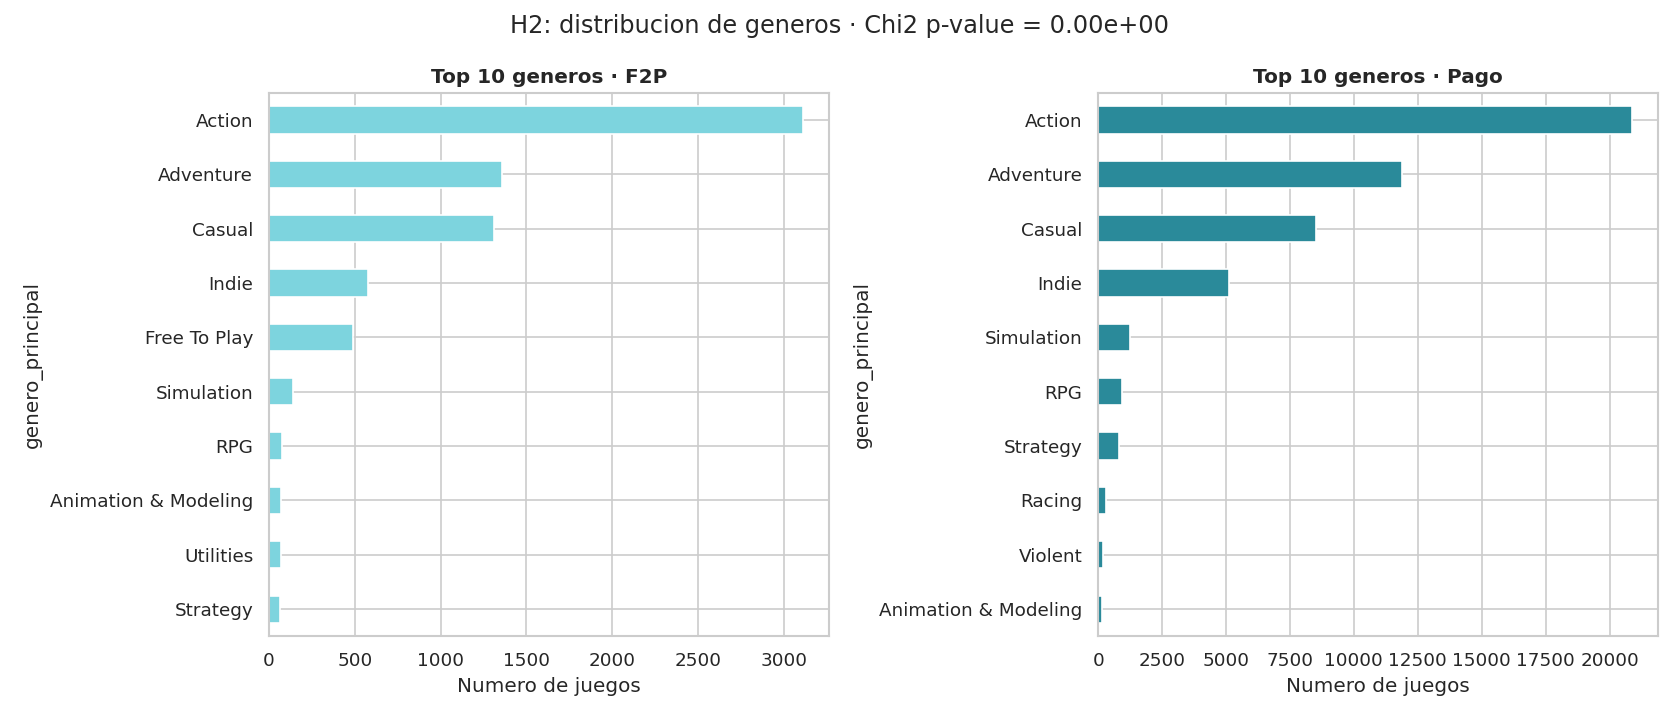 H2: distribucion de generos · Chi2 p-value = 0.00e+00
Top 10 generos · F2P
genero_principal
Action
Adventure
Casual
Indie
Free To Play
Simulation
RPG
Animation & Modeling
Utilities
Strategy
0 500 1000 1500 2000 2500 3000
Numero de juegos
Top 10 generos · Pago
genero_principal
Action
Adventure
Casual
Indie
Simulation
RPG
Strategy
Racing
Violent
Animation & Modeling
0 2500 5000 7500 10000 12500 15000 17500 20000
Numero de juegos